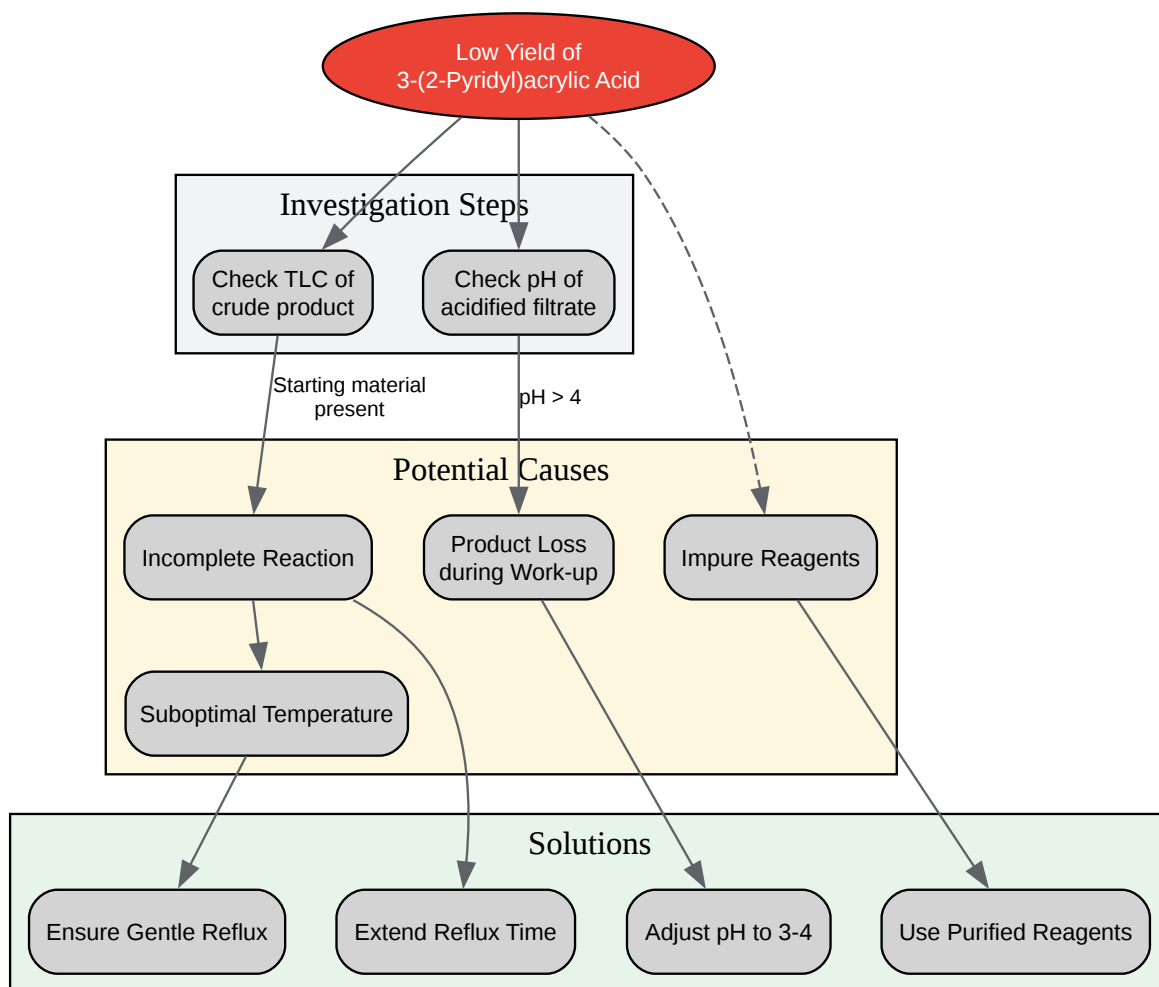 Low Yield of
3-(2-Pyridyl)acrylic Acid
Investigation Steps
Check TLC of
crude product
Check pH of
acidified filtrate
Starting material
present
pH > 4
Potential Causes
Incomplete Reaction
Product Loss
during Work-up
Impure Reagents
Suboptimal Temperature
Solutions
Ensure Gentle Reflux
Extend Reflux Time
Adjust pH to 3-4
Use Purified Reagents